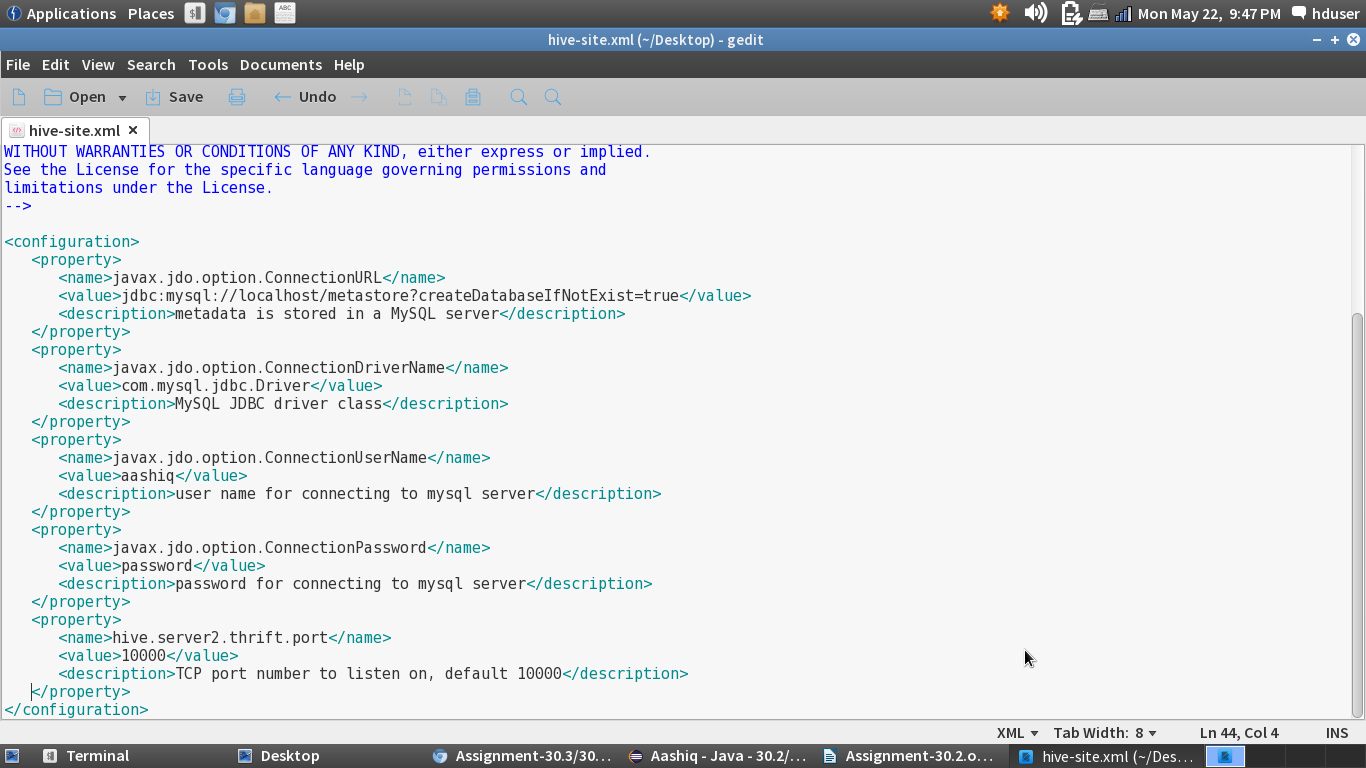 Applications Places Mon May 22, 9:47 PM hduser
hive-site.xml (~/Desktop) - gedit
File Edit View Search Tools Documents Help
Open Save Undo
hive-site.xml
WITHOUT WARRANTIES OR CONDITIONS OF ANY KIND, either express or implied.
See the License for the specific language governing permissions and
limitations under the License.
-->
<configuration>
<property>
<name>javax.jdo.option.ConnectionURL</name>
<value>jdbc:mysql://localhost/metastore?createDatabaseIfNotExist=true</value>
<description>metadata is stored in a MySQL server</description>
</property>
<property>
<name>javax.jdo.option.ConnectionDriverName</name>
<value>com.mysql.jdbc.Driver</value>
<description>MySQL JDBC driver class</description>
</property>
<property>
<name>javax.jdo.option.ConnectionUserName</name>
<value>aashiq</value>
<description>user name for connecting to mysql server</description>
</property>
<property>
<name>javax.jdo.option.ConnectionPassword</name>
<value>password</value>
<description>password for connecting to mysql server</description>
</property>
<property>
<name>hive.server2.thrift.port</name>
<value>10000</value>
<description>TCP port number to listen on, default 10000</description>
</property>
</configuration>
XML Tab Width: 8 Ln 44, Col 4 INS
Terminal Desktop Assignment-30.3/30... Aashiq - Java - 30.2/... Assignment-30.2.o... hive-site.xml (~/Des...